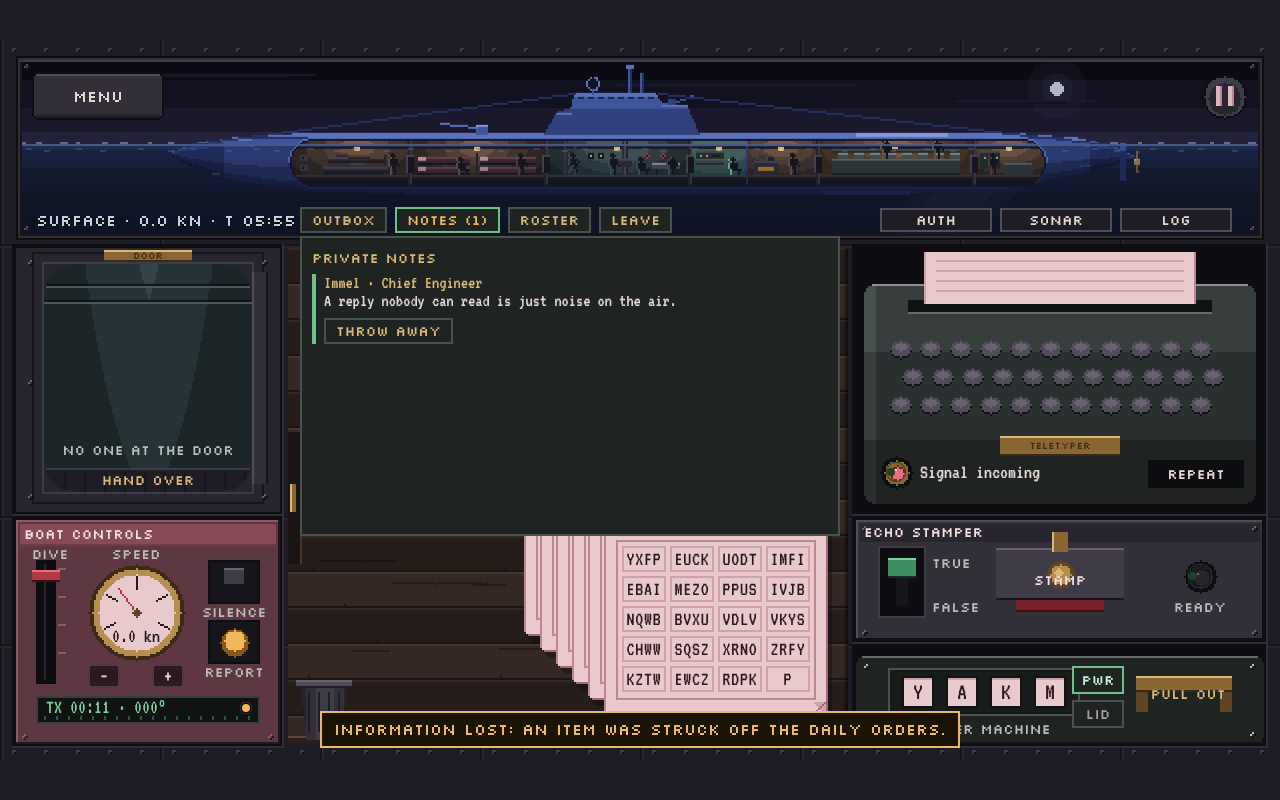 MENU
SURFACE · 0.0 KN · T 05:55
OUTBOX
NOTES (1)
ROSTER
LEAVE
AUTH
SONAR
LOG
DOOR
NO ONE AT THE DOOR
HAND OVER
PRIVATE NOTES
Immel · Chief Engineer
A reply nobody can read is just noise on the air.
THROW AWAY
TELETYPER
Signal incoming
REPEAT
BOAT CONTROLS
DIVE
SPEED
0.0 kn
SILENCE
REPORT
- +
TX 00:11 · 000°
YXFP EUCK UODT IMFI
EBAI MEZO PPUS IVJB
NQWB BVXU VDLV VKYS
CHWW SQSZ XRNO ZRFY
KZTW EWCZ RDPK P
ECHO STAMPER
TRUE
FALSE
STAMP
READY
Y A K M
PWR
LID
PULL OUT
MACHINE
INFORMATION LOST: AN ITEM WAS STRUCK OFF THE DAILY ORDERS.